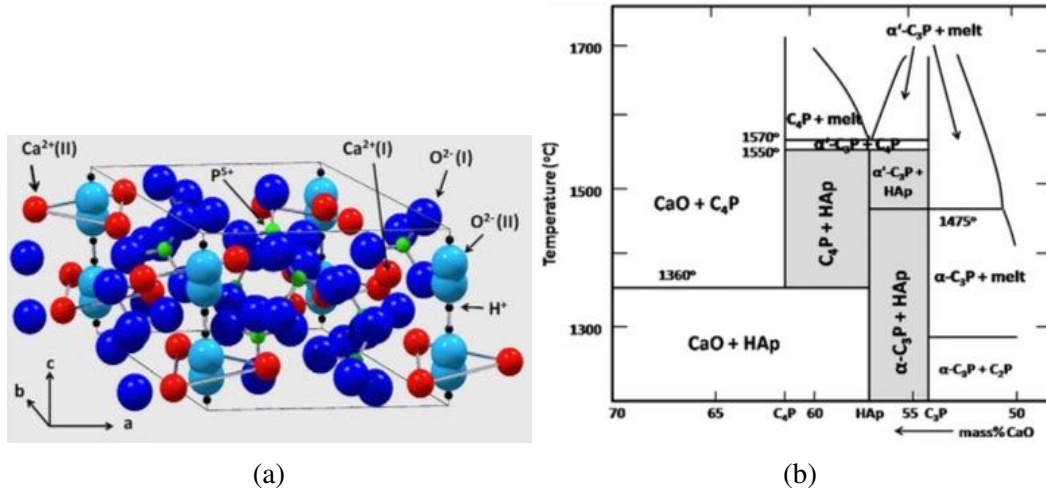 Ca²⁺(II)
P⁵⁺
Ca²⁺(I)
O²⁻(I)
O²⁻(II)
H⁺
c
b
a
(a)
Temperature (°C)
1700
1500
1300
α'-C₃P + melt
C₄P + melt
1570°
1550°
α'-C₃P + C₄P
α'-C₃P +
HAp
CaO + C₄P
C₄P + HAp
1475°
1360°
α-C₃P + melt
CaO + HAp
α-C₃P + HAp
α-C₃P + C₂P
70
65
C₄P
60
HAp
55
C₃P
50
mass% CaO
(b)